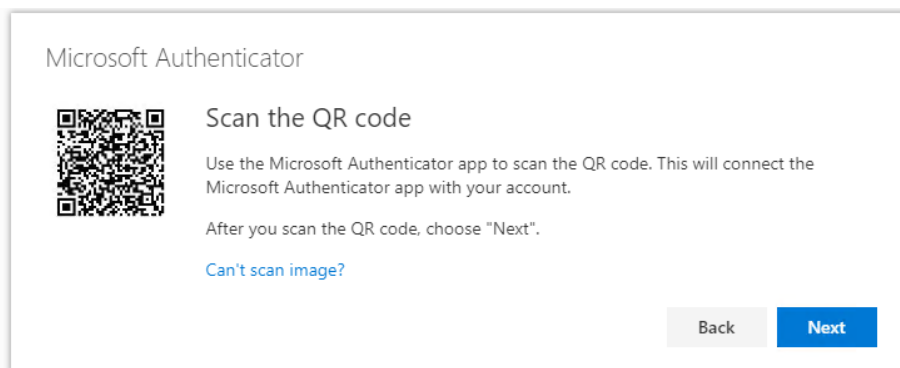 Microsoft Authenticator
Scan the QR code
Use the Microsoft Authenticator app to scan the QR code. This will connect the
Microsoft Authenticator app with your account.
After you scan the QR code, choose "Next".
Can't scan image?
Back
Next